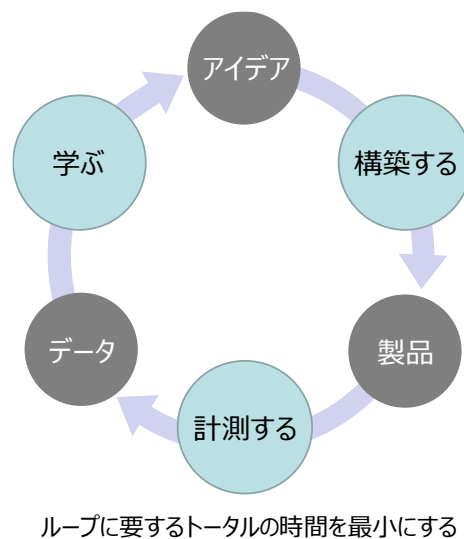 アイデア
構築する
製品
計測する
データ
学ぶ
ループに要するトータルの時間を最小にする